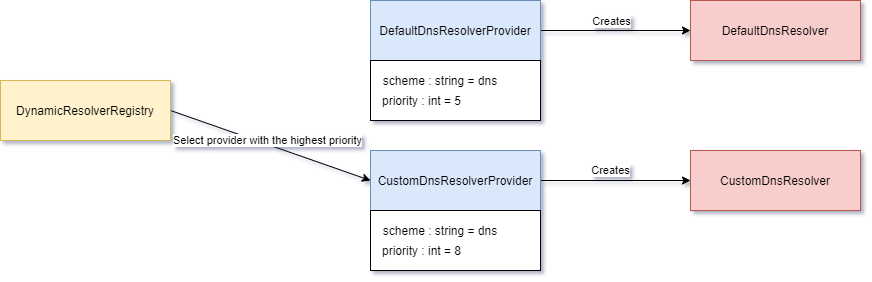 DynamicResolverRegistry
Select provider with the highest priority
DefaultDnsResolverProvider
scheme : string = dns
priority : int = 5
Creates
DefaultDnsResolver
CustomDnsResolverProvider
scheme : string = dns
priority : int = 8
Creates
CustomDnsResolver